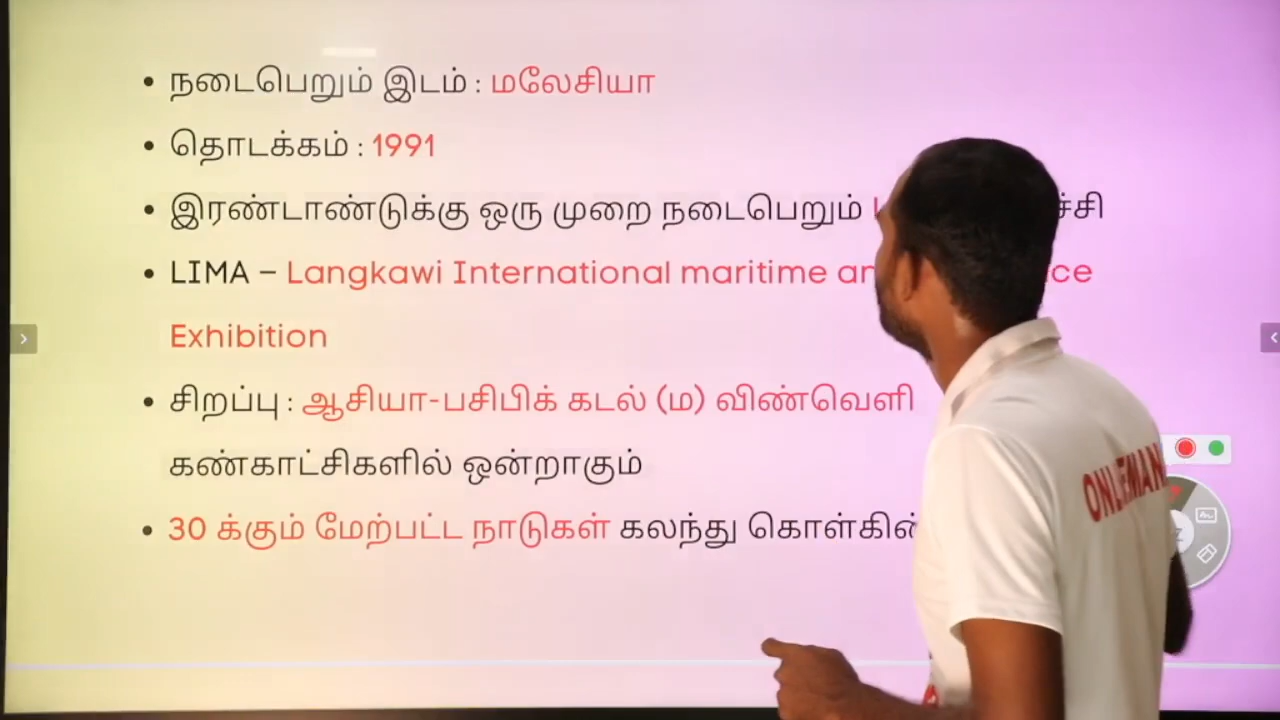 • நடைபெறும் இடம் : மலேசியா
• தொடக்கம் : 1991
• இரண்டாண்டுக்கு ஒரு முறை நடைபெறும்
• LIMA – Langkawi International maritime
Exhibition
• சிறப்பு : ஆசியா-பசிபிக் கடல் (ம) விண்வெளி
கண்காட்சிகளில் ஒன்றாகும்
• 30 க்கும் மேற்பட்ட நாடுகள் கலந்து